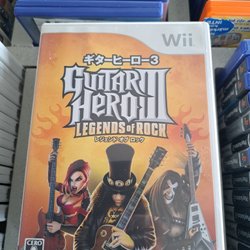 Wii
ギターヒーロー3
GUITAR
HERO III
LEGENDS OF ROCK
レジェンド オブ ロック
CERO